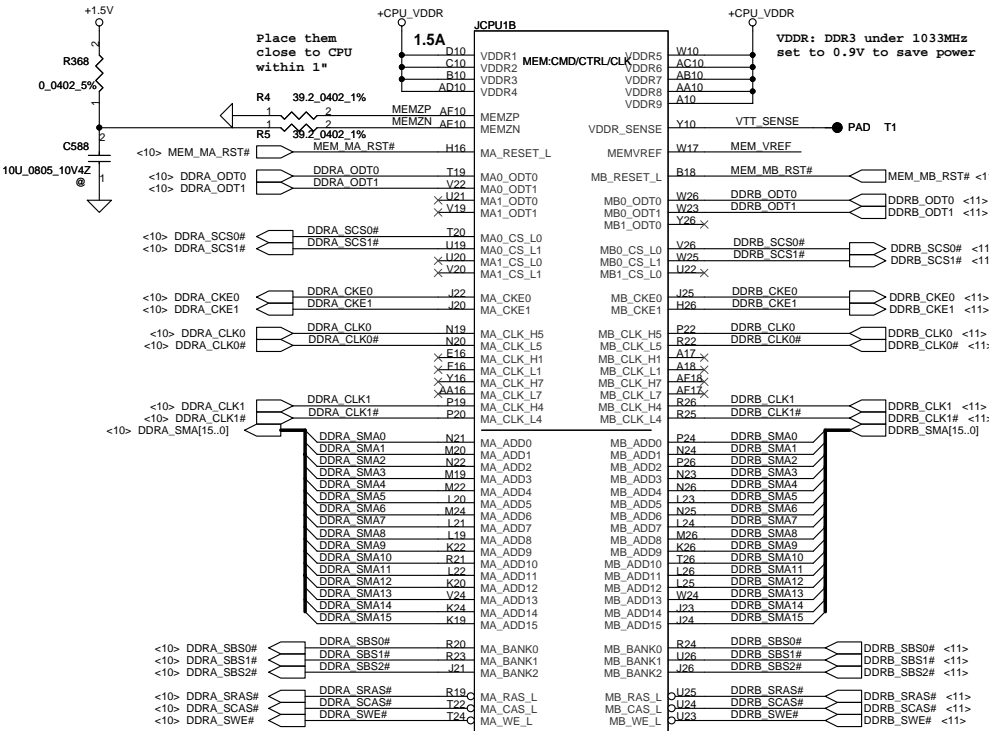 +1.5V
+CPU_VDDR
+CPU_VDDR
JCPU1B
Place them
close to CPU
within 1"
1.5A
MEM:CMD/CTRL/CLK
VDDR: DDR3 under 1033MHz
set to 0.9V to save power
R368
0_0402_5%
2
1
D10 VDDR1 VDDR5 W10
C10 VDDR2 VDDR6 AC10
B10 VDDR3 VDDR7 AB10
AD10 VDDR4 VDDR8 AA10
VDDR9 A10
R4 39.2_0402_1%
1 2 MEMZP AF10 MEMZP
1 2 MEMZN AE10 MEMZN VDDR_SENSE Y10 VTT_SENSE PAD T1
R5 39.2_0402_1%
C588
10U_0805_10V4Z
@
2
1
<10> MEM_MA_RST# MEM_MA_RST# H16 MA_RESET_L MEMVREF W17 MEM_VREF
<10> DDRA_ODT0 DDRA_ODT0 T19 MA0_ODT0 MB_RESET_L B18 MEM_MB_RST# MEM_MB_RST# <1
<10> DDRA_ODT1 DDRA_ODT1 V22 MA0_ODT1
U21 MA1_ODT0 MB0_ODT0 W26 DDRB_ODT0 DDRB_ODT0 <11>
V19 MA1_ODT1 MB0_ODT1 W23 DDRB_ODT1 DDRB_ODT1 <11>
MB1_ODT0 Y26
<10> DDRA_SCS0# DDRA_SCS0# T20 MA0_CS_L0
<10> DDRA_SCS1# DDRA_SCS1# U19 MA0_CS_L1 MB0_CS_L0 V26 DDRB_SCS0# DDRB_SCS0# <11
U20 MA1_CS_L0 MB0_CS_L1 W25 DDRB_SCS1# DDRB_SCS1# <11
V20 MA1_CS_L1 MB1_CS_L0 U22
<10> DDRA_CKE0 DDRA_CKE0 J22 MA_CKE0 MB_CKE0 J25 DDRB_CKE0 DDRB_CKE0 <11>
<10> DDRA_CKE1 DDRA_CKE1 J20 MA_CKE1 MB_CKE1 H26 DDRB_CKE1 DDRB_CKE1 <11>
<10> DDRA_CLK0 DDRA_CLK0 N19 MA_CLK_H5 MB_CLK_H5 P22 DDRB_CLK0 DDRB_CLK0 <11>
<10> DDRA_CLK0# DDRA_CLK0# N20 MA_CLK_L5 MB_CLK_L5 R22 DDRB_CLK0# DDRB_CLK0# <11>
E16 MA_CLK_H1 MB_CLK_H1 A17
F16 MA_CLK_L1 MB_CLK_L1 A18
Y16 MA_CLK_H7 MB_CLK_H7 AF18
AA16 MA_CLK_L7 MB_CLK_L7 AF17
<10> DDRA_CLK1 DDRA_CLK1 P19 MA_CLK_H4 MB_CLK_H4 R26 DDRB_CLK1 DDRB_CLK1 <11>
<10> DDRA_CLK1# DDRA_CLK1# P20 MA_CLK_L4 MB_CLK_L4 R25 DDRB_CLK1# DDRB_CLK1# <11>
<10> DDRA_SMA[15..0] DDRB_SMA[15..0]
DDRA_SMA0 N21 MA_ADD0 MB_ADD0 P24 DDRB_SMA0
DDRA_SMA1 M20 MA_ADD1 MB_ADD1 N24 DDRB_SMA1
DDRA_SMA2 N22 MA_ADD2 MB_ADD2 P26 DDRB_SMA2
DDRA_SMA3 M19 MA_ADD3 MB_ADD3 N23 DDRB_SMA3
DDRA_SMA4 M22 MA_ADD4 MB_ADD4 N26 DDRB_SMA4
DDRA_SMA5 L20 MA_ADD5 MB_ADD5 L23 DDRB_SMA5
DDRA_SMA6 M24 MA_ADD6 MB_ADD6 N25 DDRB_SMA6
DDRA_SMA7 L21 MA_ADD7 MB_ADD7 L24 DDRB_SMA7
DDRA_SMA8 L19 MA_ADD8 MB_ADD8 M26 DDRB_SMA8
DDRA_SMA9 K22 MA_ADD9 MB_ADD9 K26 DDRB_SMA9
DDRA_SMA10 R21 MA_ADD10 MB_ADD10 T26 DDRB_SMA10
DDRA_SMA11 L22 MA_ADD11 MB_ADD11 L26 DDRB_SMA11
DDRA_SMA12 K20 MA_ADD12 MB_ADD12 L25 DDRB_SMA12
DDRA_SMA13 V24 MA_ADD13 MB_ADD13 W24 DDRB_SMA13
DDRA_SMA14 K24 MA_ADD14 MB_ADD14 J23 DDRB_SMA14
DDRA_SMA15 K19 MA_ADD15 MB_ADD15 J24 DDRB_SMA15
<10> DDRA_SBS0# DDRA_SBS0# R20 MA_BANK0 MB_BANK0 R24 DDRB_SBS0# DDRB_SBS0# <11>
<10> DDRA_SBS1# DDRA_SBS1# R23 MA_BANK1 MB_BANK1 U26 DDRB_SBS1# DDRB_SBS1# <11>
<10> DDRA_SBS2# DDRA_SBS2# J21 MA_BANK2 MB_BANK2 J26 DDRB_SBS2# DDRB_SBS2# <11>
<10> DDRA_SRAS# DDRA_SRAS# R19 MA_RAS_L MB_RAS_L U25 DDRB_SRAS# DDRB_SRAS# <11>
<10> DDRA_SCAS# DDRA_SCAS# T22 MA_CAS_L MB_CAS_L U24 DDRB_SCAS# DDRB_SCAS# <11>
<10> DDRA_SWE# DDRA_SWE# T24 MA_WE_L MB_WE_L U23 DDRB_SWE# DDRB_SWE# <11>